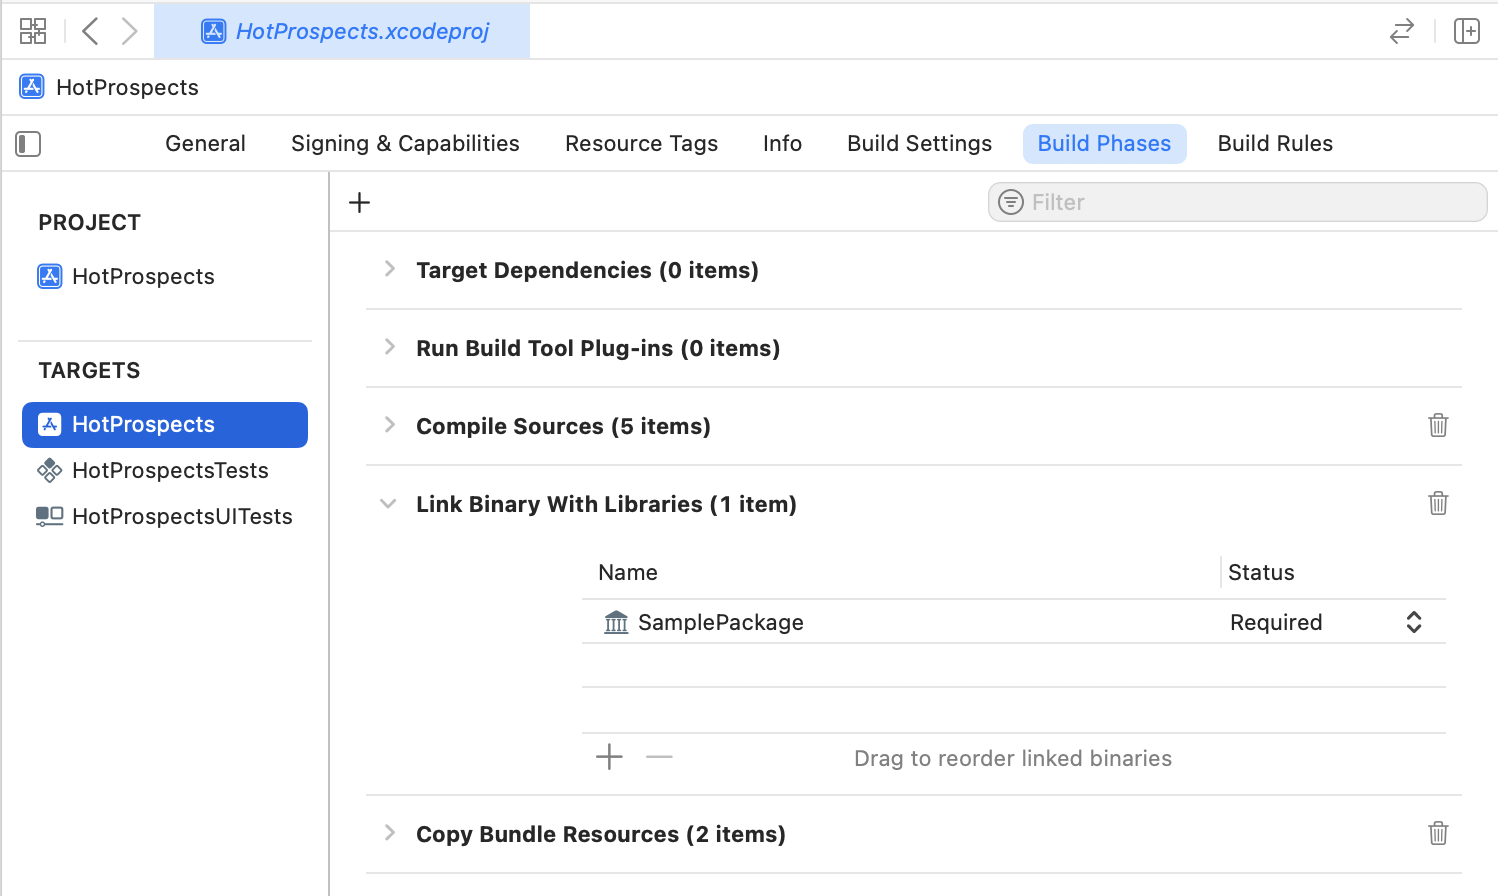 HotProspects.xcodeproj
HotProspects
General Signing & Capabilities Resource Tags Info Build Settings Build Phases Build Rules
PROJECT
HotProspects
TARGETS
HotProspects
HotProspectsTests
HotProspectsUITests
Filter
Target Dependencies (0 items)
Run Build Tool Plug-ins (0 items)
Compile Sources (5 items)
Link Binary With Libraries (1 item)
Name Status
SamplePackage Required
Drag to reorder linked binaries
Copy Bundle Resources (2 items)